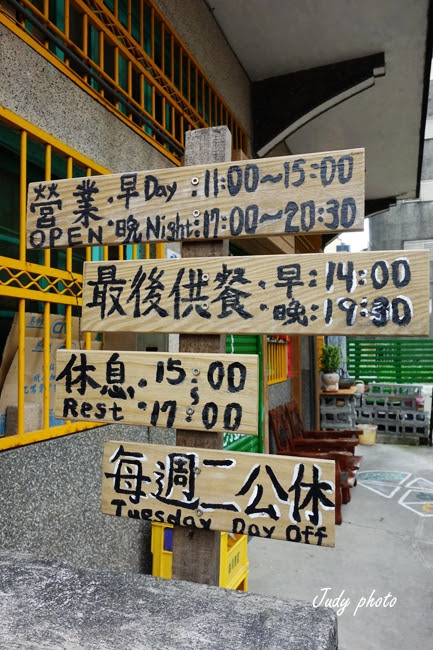 營業·早Day:11:00~15:00
OPEN·晚Night:17:00~20:30
最後供餐·早:14:00
晚:19:30
休息·15:00
Rest 17:00
每週二公休
Tuesday Day Off
Judy photo